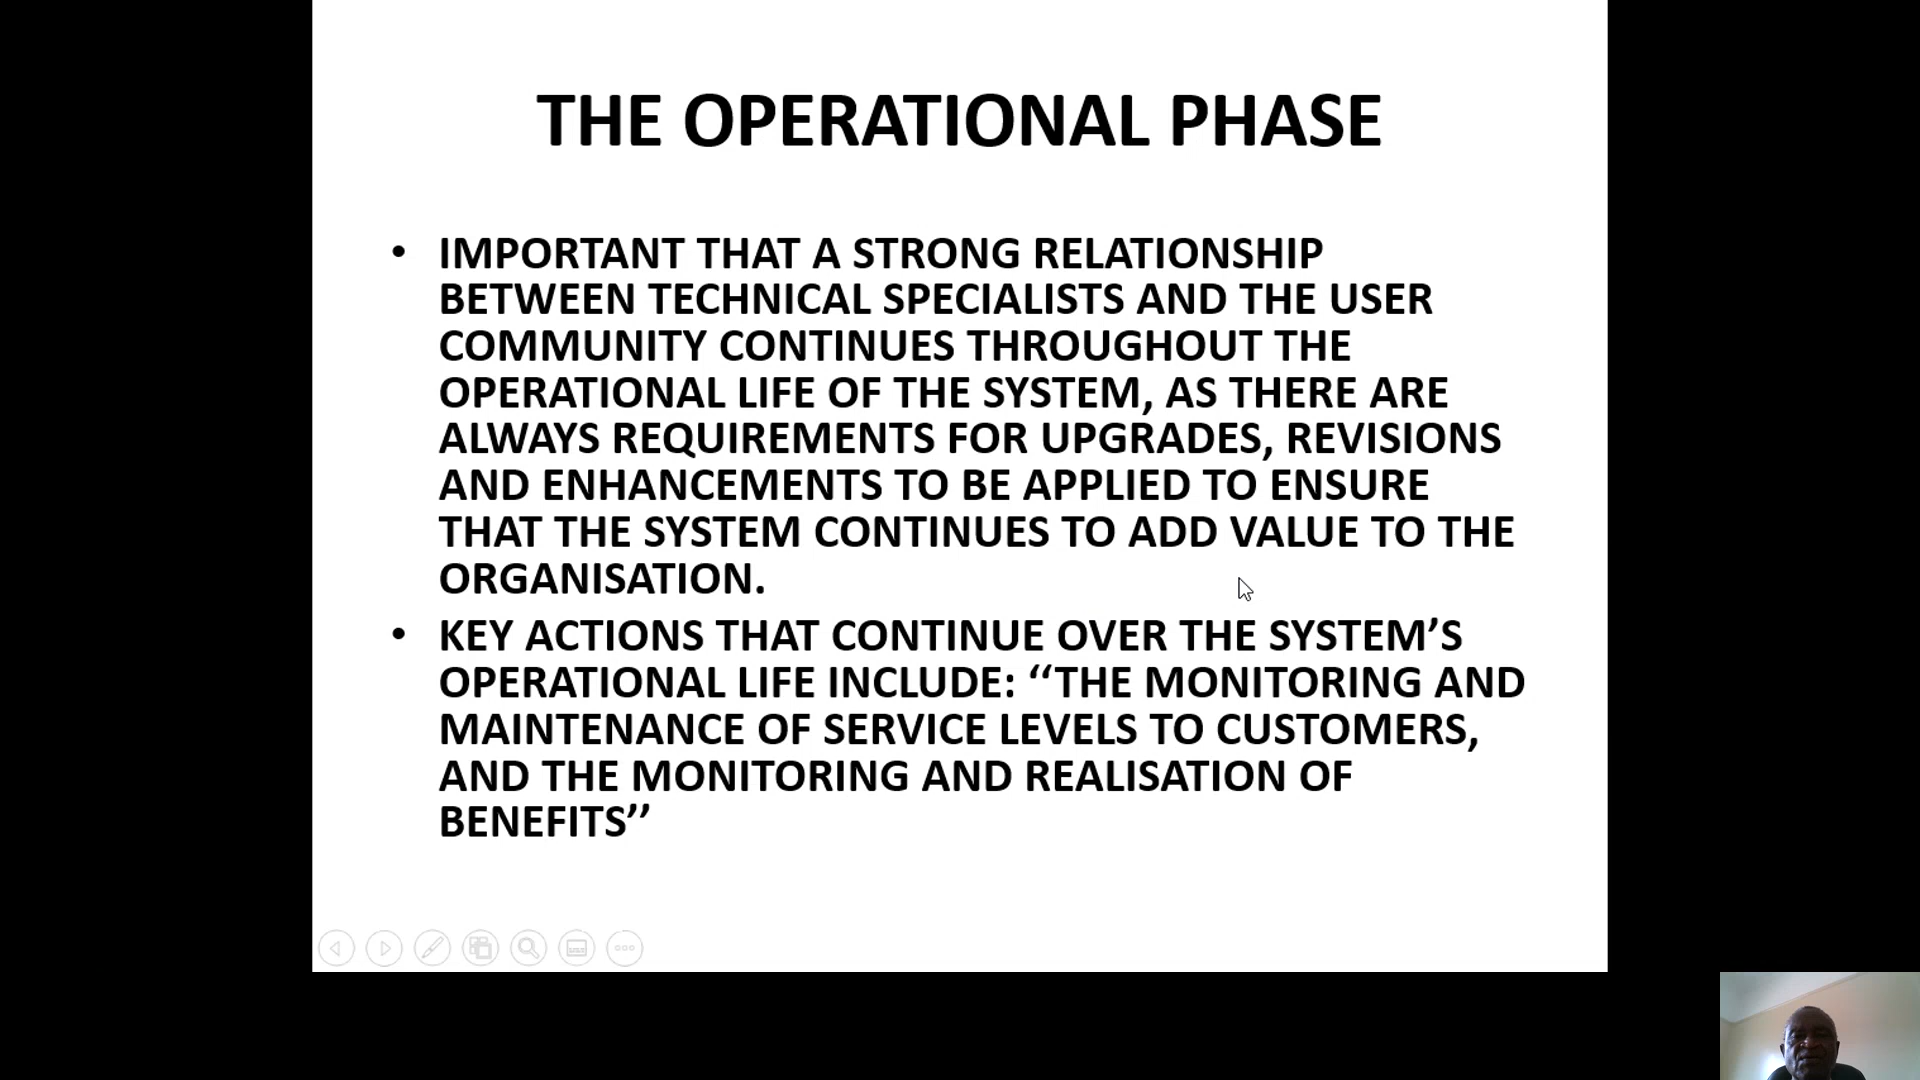 THE OPERATIONAL PHASE
• IMPORTANT THAT A STRONG RELATIONSHIP
BETWEEN TECHNICAL SPECIALISTS AND THE USER
COMMUNITY CONTINUES THROUGHOUT THE
OPERATIONAL LIFE OF THE SYSTEM, AS THERE ARE
ALWAYS REQUIREMENTS FOR UPGRADES, REVISIONS
AND ENHANCEMENTS TO BE APPLIED TO ENSURE
THAT THE SYSTEM CONTINUES TO ADD VALUE TO THE
ORGANISATION.
• KEY ACTIONS THAT CONTINUE OVER THE SYSTEM’S
OPERATIONAL LIFE INCLUDE: ‘‘THE MONITORING AND
MAINTENANCE OF SERVICE LEVELS TO CUSTOMERS,
AND THE MONITORING AND REALISATION OF
BENEFITS’’